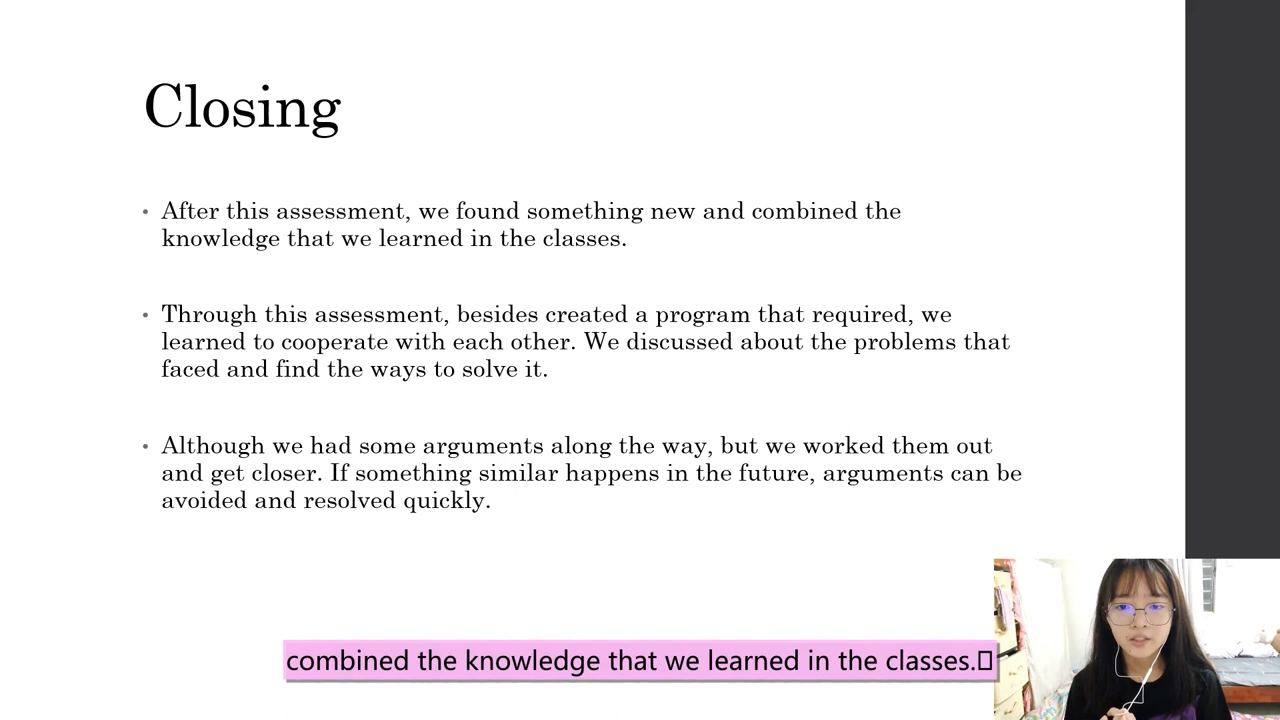 Closing
• After this assessment, we found something new and combined the
knowledge that we learned in the classes.
• Through this assessment, besides created a program that required, we
learned to cooperate with each other. We discussed about the problems that
faced and find the ways to solve it.
• Although we had some arguments along the way, but we worked them out
and get closer. If something similar happens in the future, arguments can be
avoided and resolved quickly.
combined the knowledge that we learned in the classes.